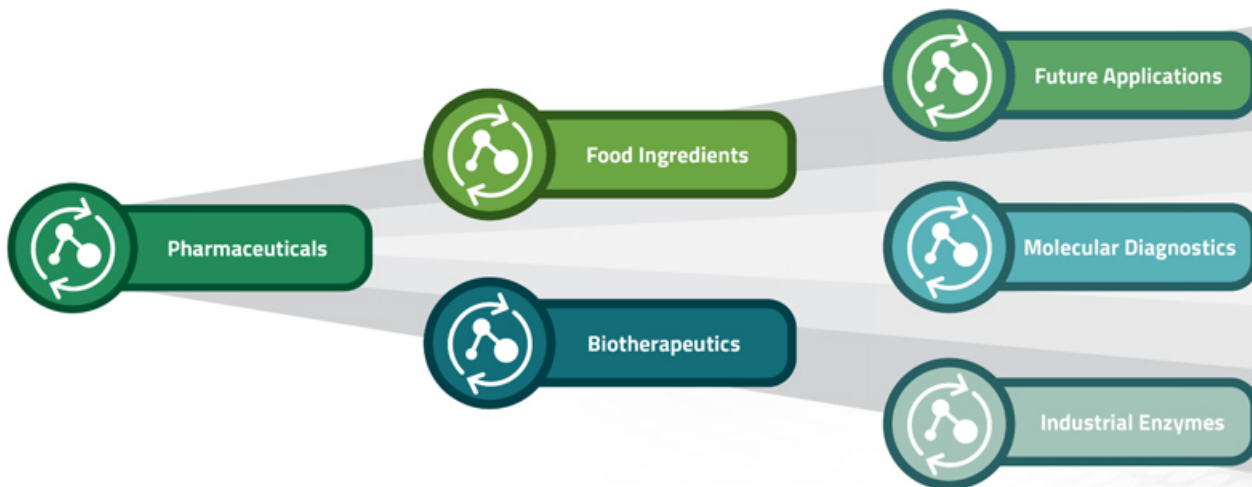 Pharmaceuticals
Food Ingredients
Biotherapeutics
Future Applications
Molecular Diagnostics
Industrial Enzymes